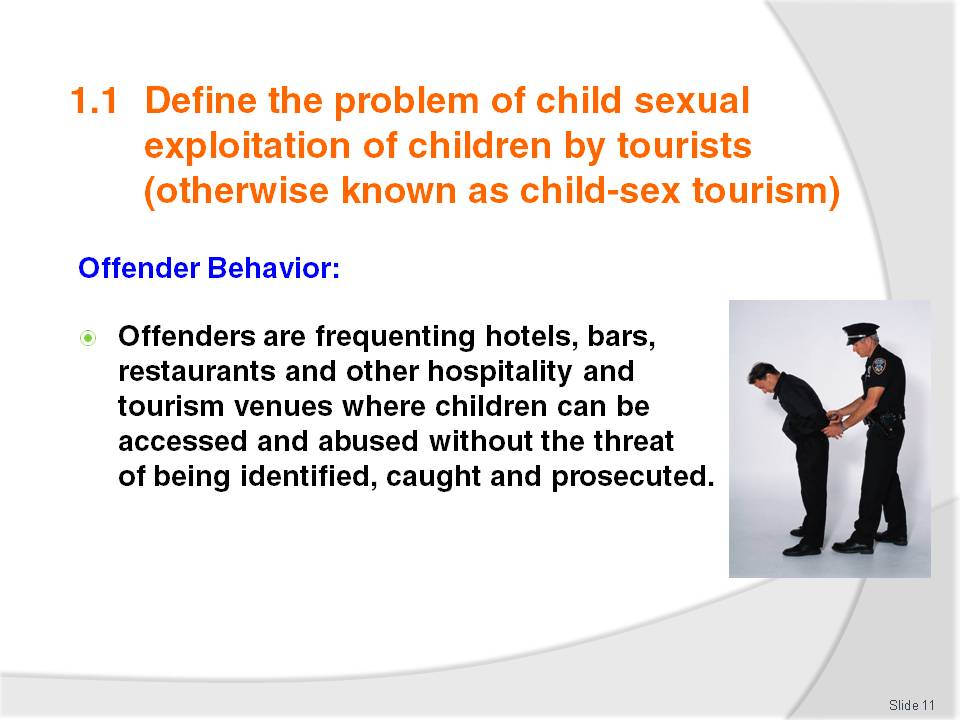 1.1 Define the problem of child sexual
exploitation of children by tourists
(otherwise known as child-sex tourism)
Offender Behavior:
Offenders are frequenting hotels, bars,
restaurants and other hospitality and
tourism venues where children can be
accessed and abused without the threat
of being identified, caught and prosecuted.
Slide 11